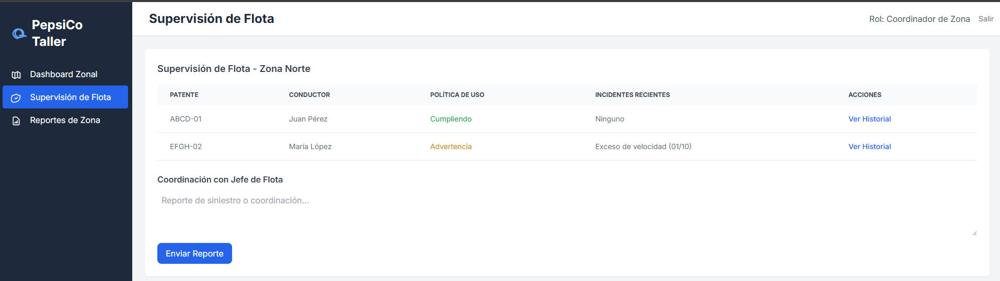 PepsiCo
Taller
Dashboard Zonal
Supervisión de Flota
Reportes de Zona
Supervisión de Flota
Rol: Coordinador de Zona Salir
Supervisión de Flota - Zona Norte
PATENTE CONDUCTOR POLÍTICA DE USO INCIDENTES RECIENTES ACCIONES
ABCD-01 Juan Pérez Cumpliendo Ninguno Ver Historial
EFGH-02 María López Advertencia Exceso de velocidad (01/10) Ver Historial
Coordinación con Jefe de Flota
Reporte de siniestro o coordinación...
Enviar Reporte